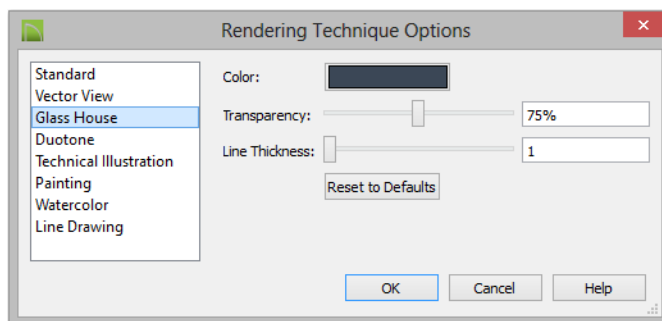 Rendering Technique Options
Standard
Vector View
Glass House
Duotone
Technical Illustration
Painting
Watercolor
Line Drawing
Color:
Transparency: 75%
Line Thickness: 1
Reset to Defaults
OK Cancel Help